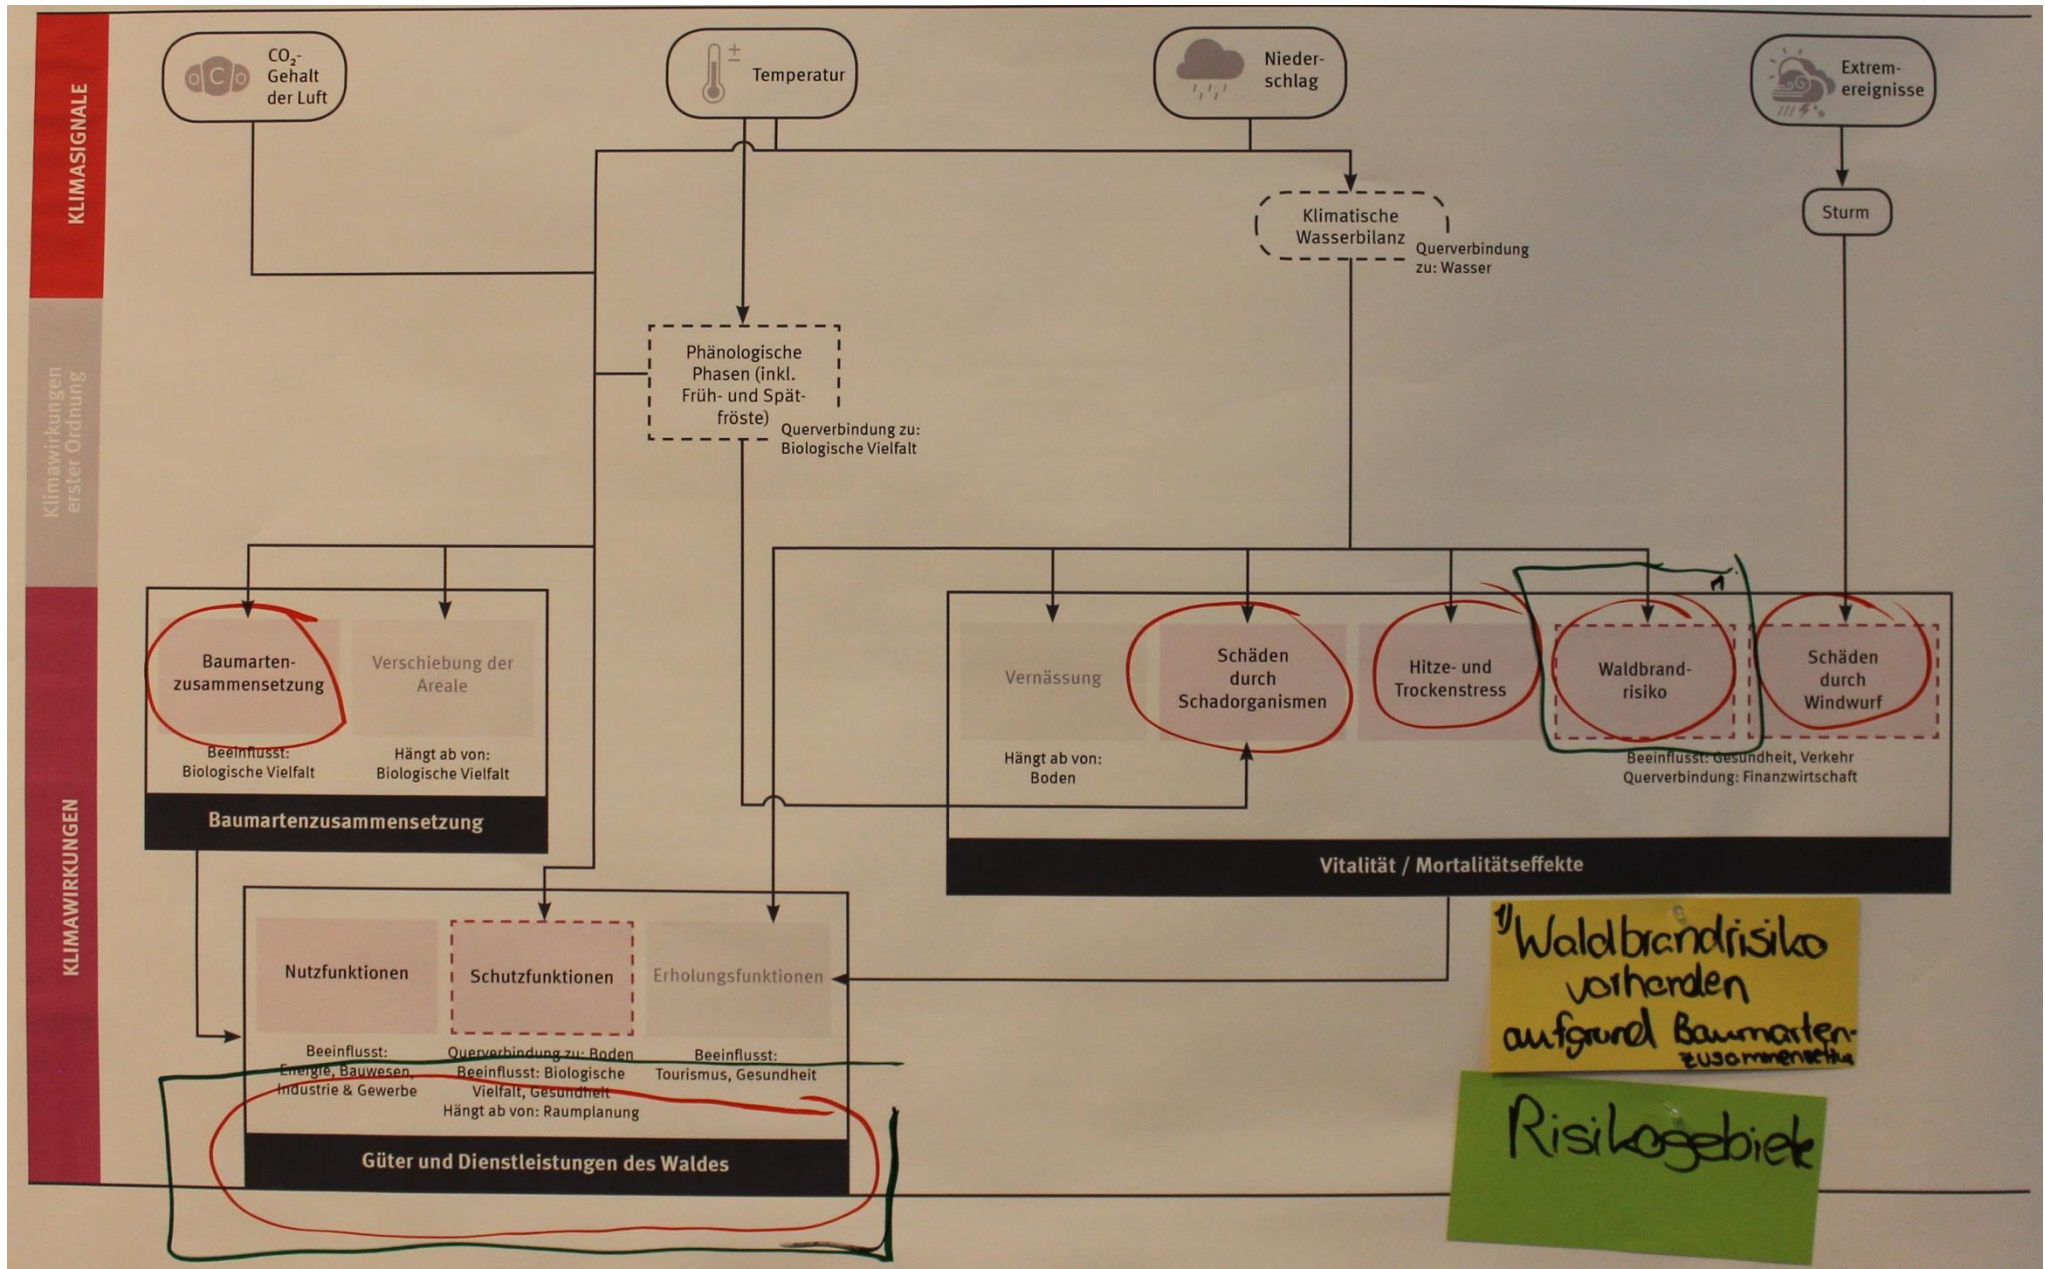 KLIMASIGNALE
CO₂-
Gehalt
der Luft
O C O
±
Temperatur
Nieder-
schlag
Extrem-
ereignisse
Klimatische
Wasserbilanz
Querverbindung
zu: Wasser
Sturm
Klimawirkungen
erster Ordnung
Phänologische
Phasen (inkl.
Früh- und Spät-
fröste)
Querverbindung zu:
Biologische Vielfalt
KLIMAWIRKUNGEN
Baumarten-
zusammensetzung
Beeinflusst:
Biologische Vielfalt
Verschiebung der
Areale
Hängt ab von:
Biologische Vielfalt
Baumartenzusammensetzung
Vernässung
Hängt ab von:
Boden
Schäden
durch
Schadorganismen
Hitze- und
Trockenstress
Waldbrand-
risiko
Schäden
durch
Windwurf
Beeinflusst: Gesundheit, Verkehr
Querverbindung: Finanzwirtschaft
Vitalität / Mortalitätseffekte
Nutzfunktionen
Beeinflusst:
Energie, Bauwesen,
Industrie & Gewerbe
Schutzfunktionen
Querverbindung zu: Boden
Beeinflusst: Biologische
Vielfalt, Gesundheit
Hängt ab von: Raumplanung
Erholungsfunktionen
Beeinflusst:
Tourismus, Gesundheit
Güter und Dienstleistungen des Waldes
1) Waldbrandrisiko
vorhanden
aufgrund Baumarten-
zusammensetzung
Risikogebiete